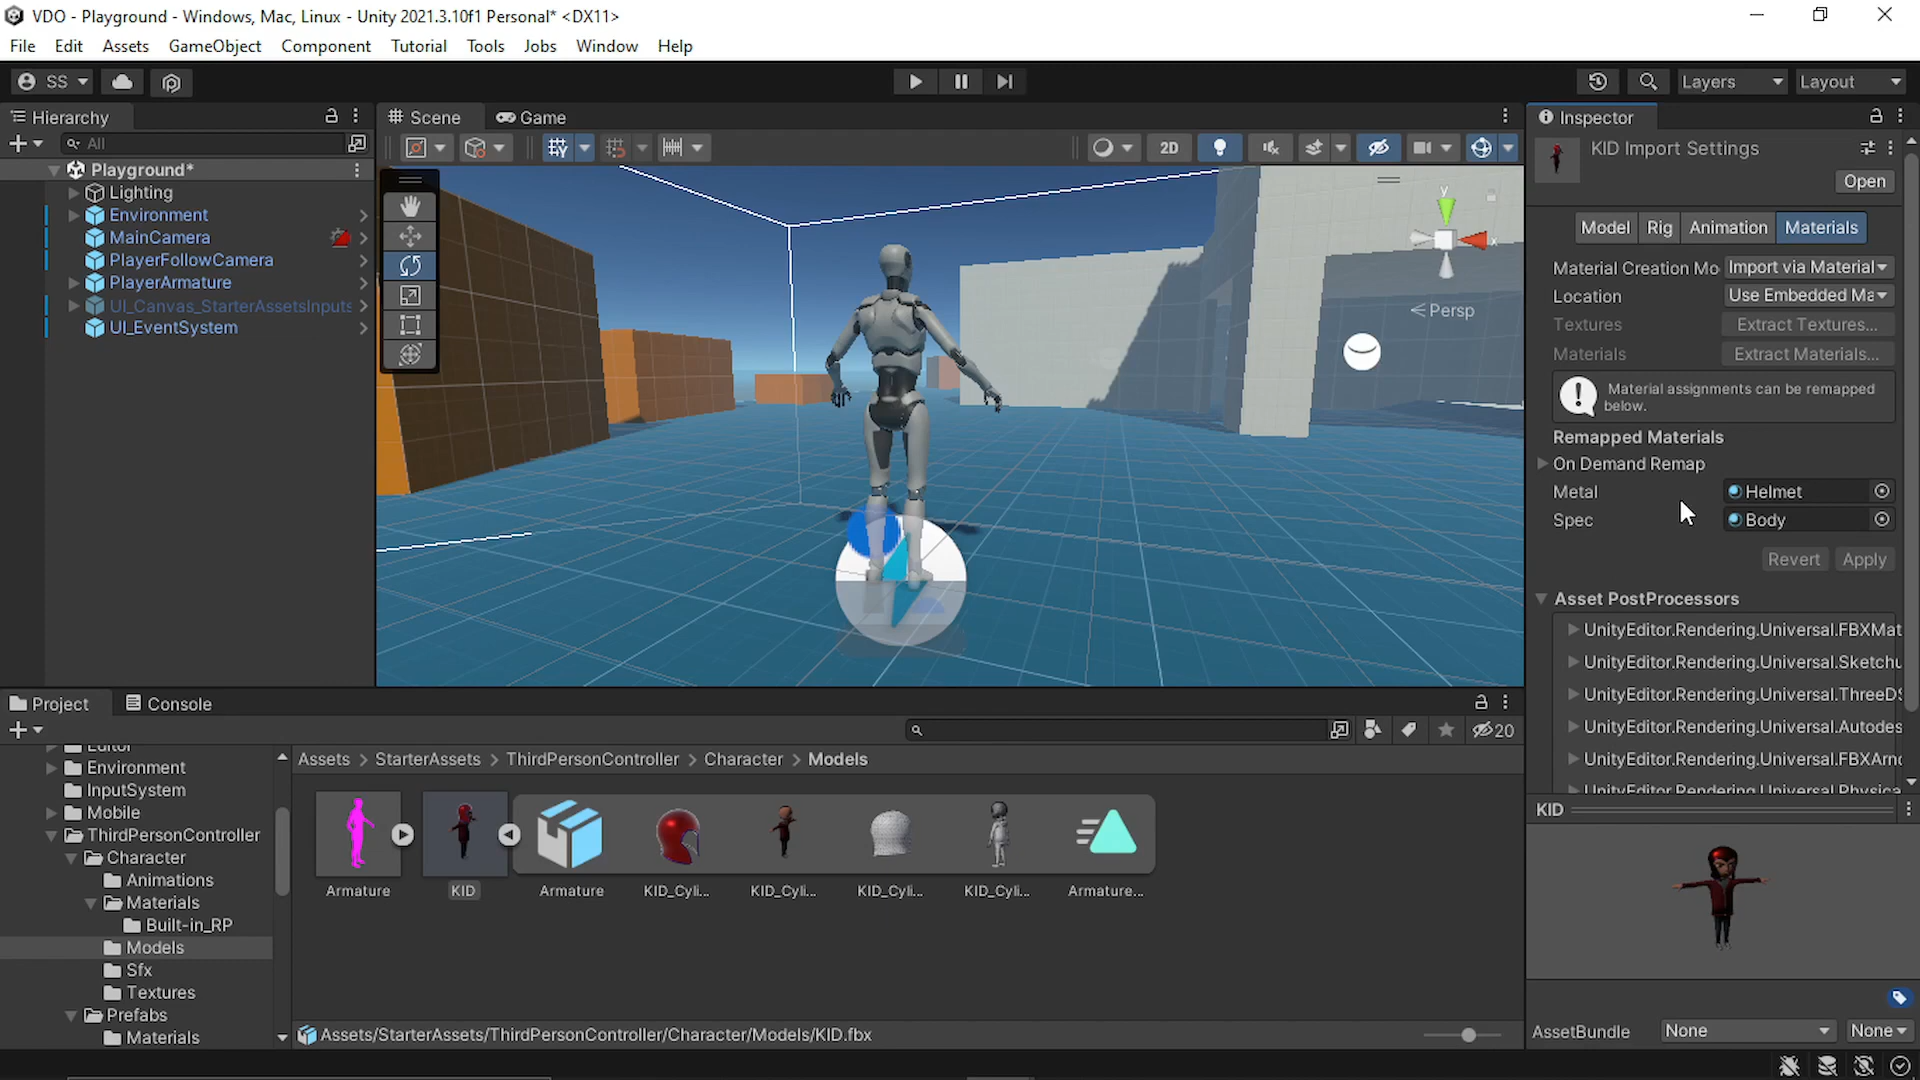 VDO - Playground - Windows, Mac, Linux - Unity 2021.3.10f1 Personal* <DX11>
File Edit Assets GameObject Component Tutorial Tools Jobs Window Help
SS Layers Layout
Hierarchy
All
Playground*
Lighting
Environment
MainCamera
PlayerFollowCamera
PlayerArmature
UI_Canvas_StarterAssetsInputs
UI_EventSystem
Scene Game
2D
y
x
Persp
Inspector
KID Import Settings
Open
Model Rig Animation Materials
Material Creation Mo Import via Material
Location Use Embedded Ma
Textures Extract Textures...
Materials Extract Materials...
Material assignments can be remapped
below.
Remapped Materials
On Demand Remap
Metal Helmet
Spec Body
Revert Apply
Asset PostProcessors
UnityEditor.Rendering.Universal.FBXMat
UnityEditor.Rendering.Universal.Sketchu
UnityEditor.Rendering.Universal.ThreeDS
UnityEditor.Rendering.Universal.Autodes
UnityEditor.Rendering.Universal.FBXArno
UnityEditor.Rendering.Universal.Physica
Project Console
20
Editor
Environment
InputSystem
Mobile
ThirdPersonController
Character
Animations
Materials
Built-in_RP
Models
Sfx
Textures
Prefabs
Materials
Assets > StarterAssets > ThirdPersonController > Character > Models
Armature KID Armature KID_Cyli... KID_Cyli... KID_Cyli... KID_Cyli... Armature...
Assets/StarterAssets/ThirdPersonController/Character/Models/KID.fbx
KID
AssetBundle None None